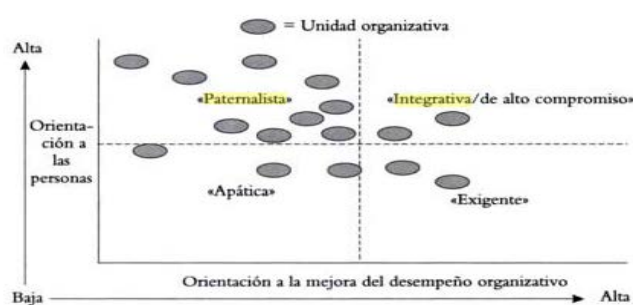 = Unidad organizativa
Alta
«Paternalista»
«Integrativa/de alto compromiso»
Orienta-
ción a
las
personas
«Apática»
«Exigente»
Orientación a la mejora del desempeño organizativo
Baja
Alta